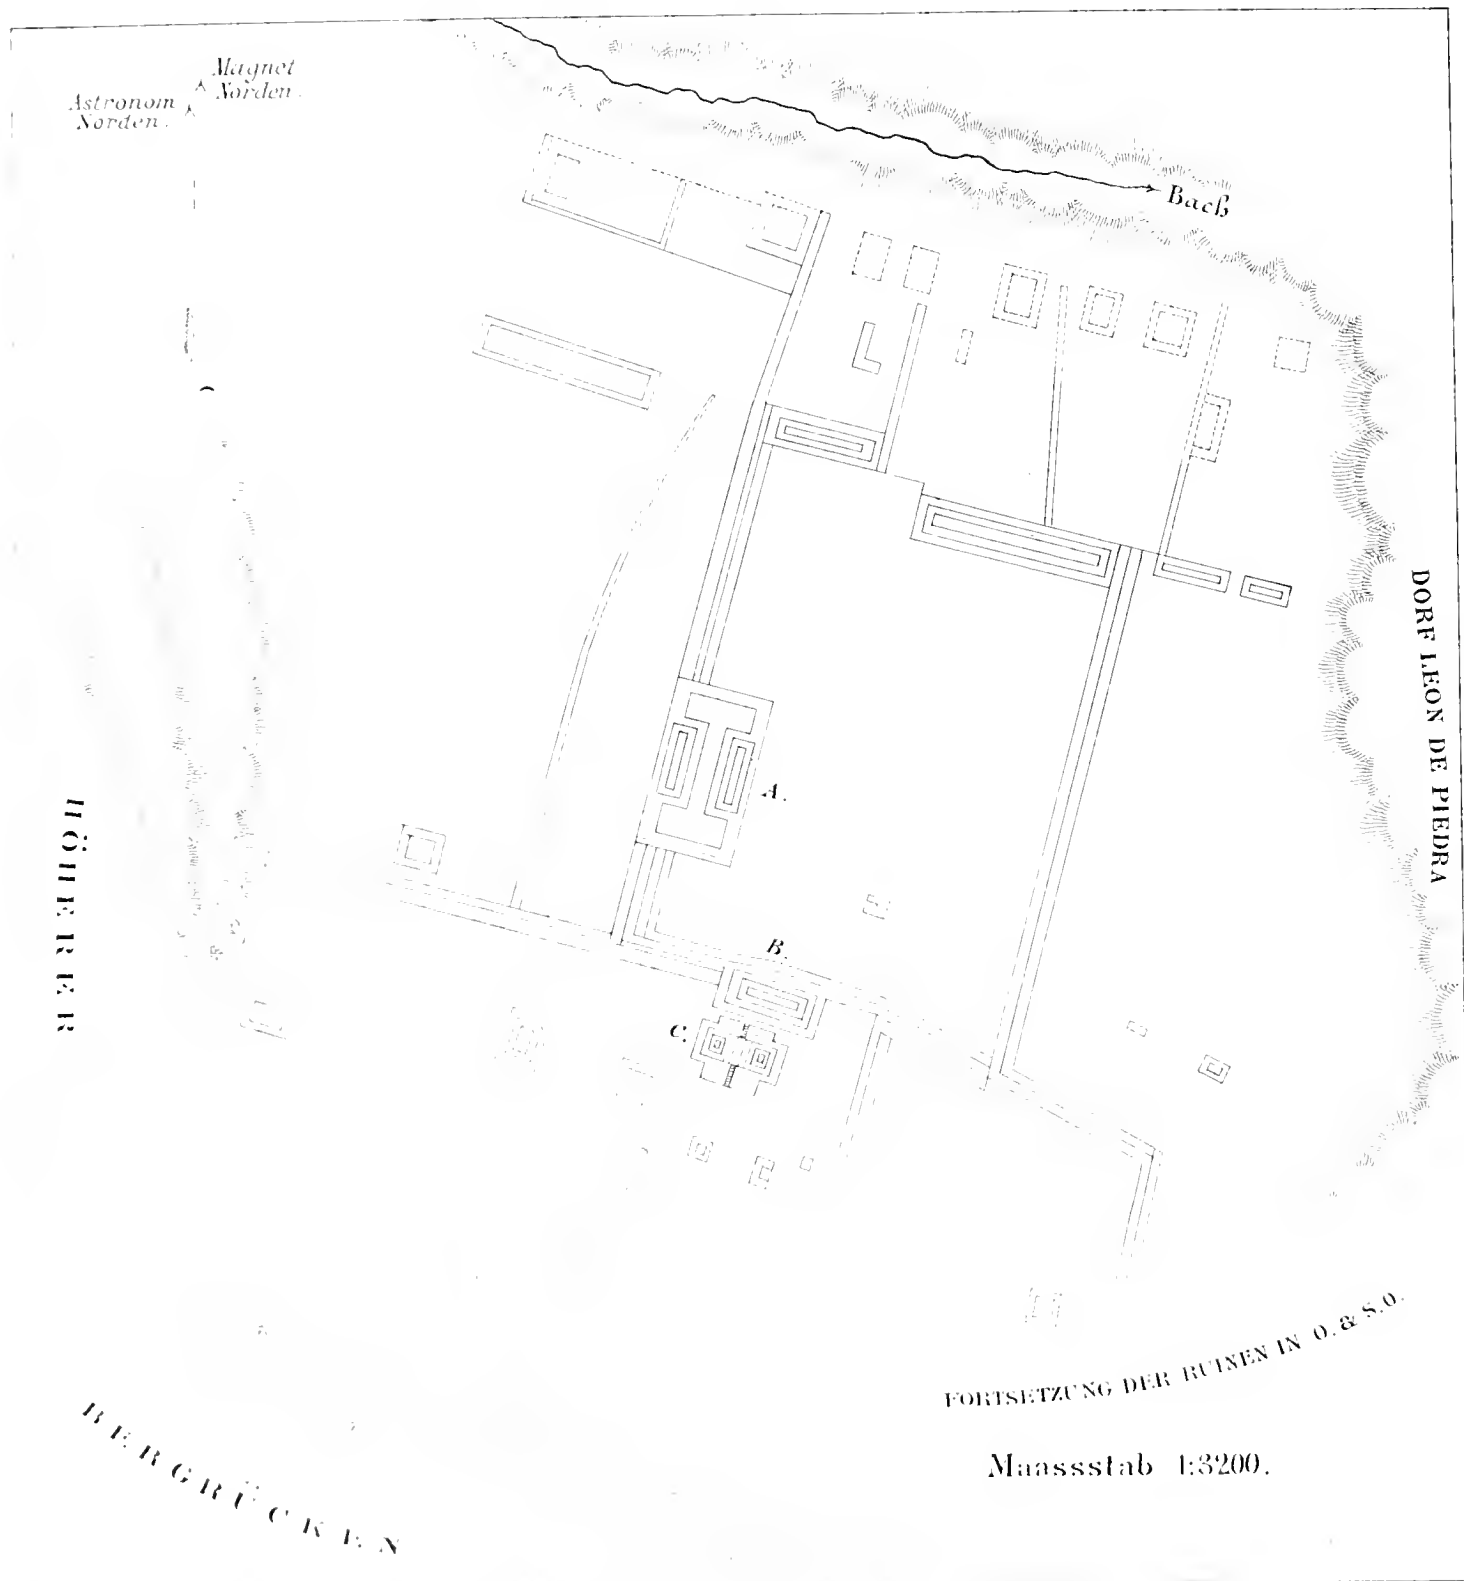 Magnet
Norden.
Astronom
Norden.
Bach
DORF LEON DE PIEDRA
A.
HÖHERER
B.
C.
FORTSETZUNG DER RUINEN IN O. & S.O.
Maassstab 1:3200.
BERGRÜCKEN